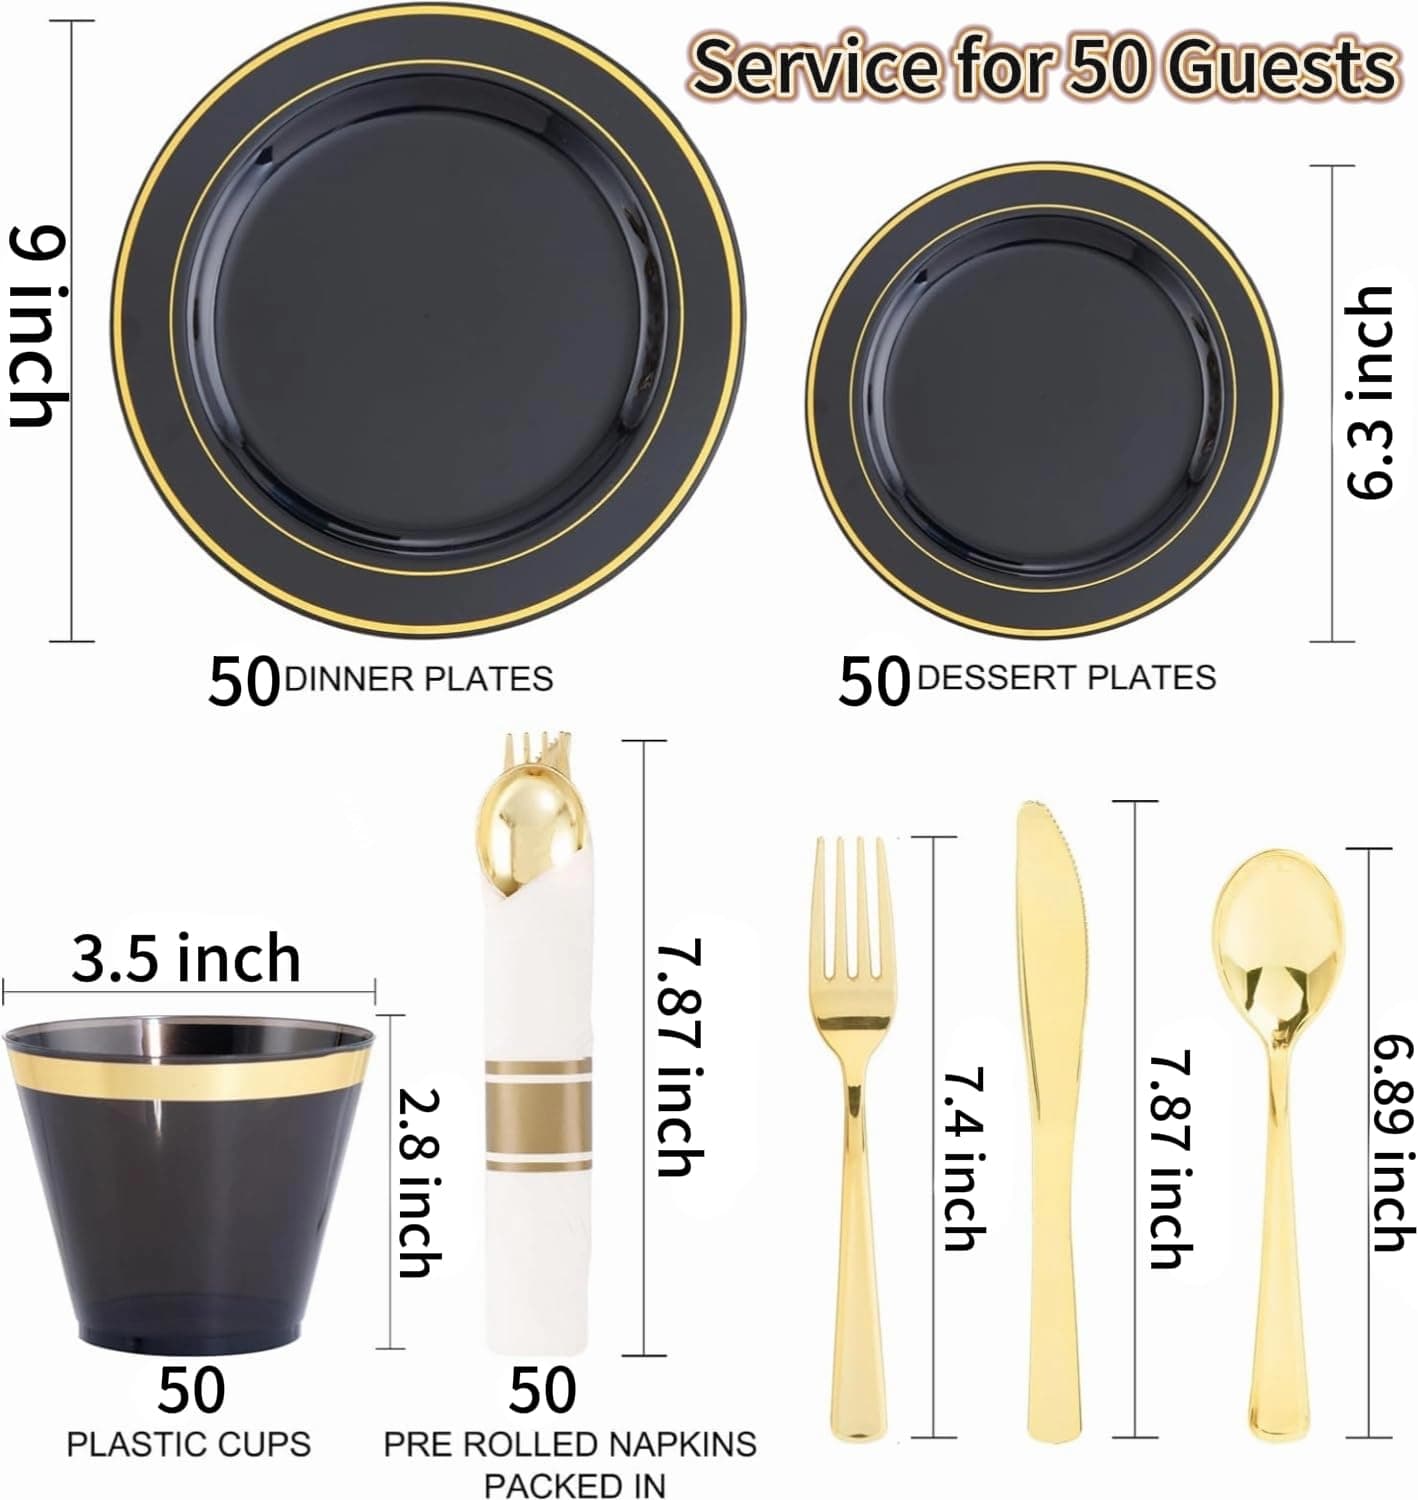 Service for 50 Guests
9 inch
6.3 inch
50 DINNER PLATES
50 DESSERT PLATES
3.5 inch
2.8 inch
7.87 inch
7.4 inch
7.87 inch
6.89 inch
50
PLASTIC CUPS
50
PRE ROLLED NAPKINS
PACKED IN